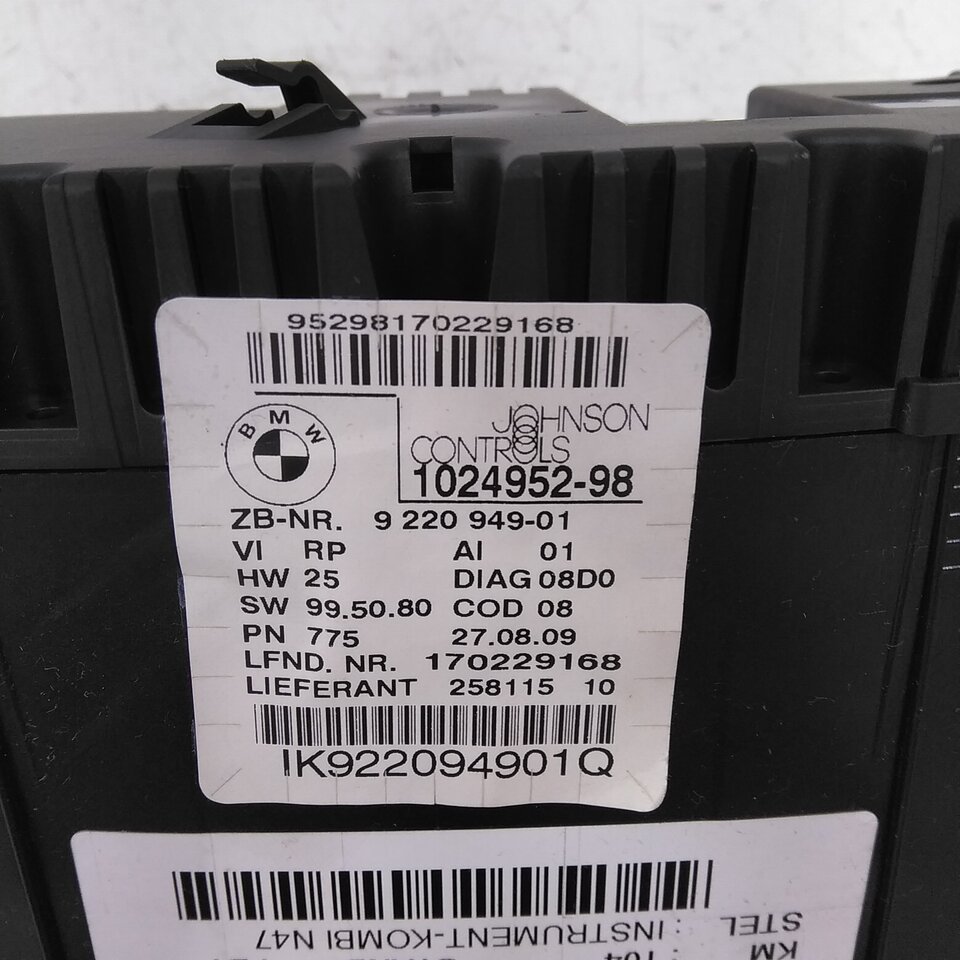 95298170229168
BMW
JOHNSON
CONTROLS
1024952-98
ZB-NR. 9 220 949-01
VI RP AI 01
HW 25 DIAG 08D0
SW 99.50.80 COD 08
PN 775 27.08.09
LFND. NR. 170229168
LIEFERANT 258115 10
IK922094901Q
STEL : INSTRUMENT-KOMBI N47
KM : 104